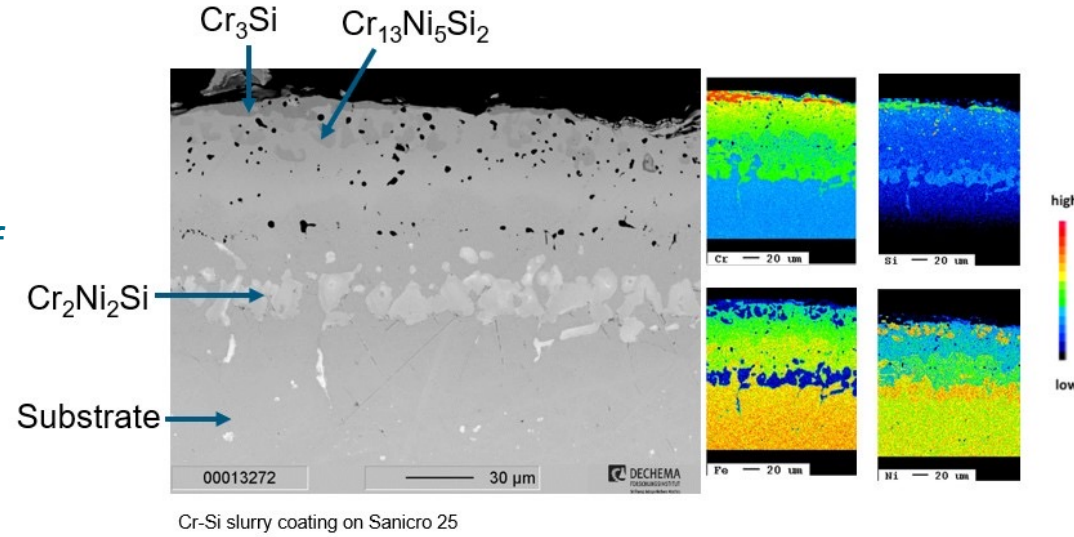 Cr₃Si
Cr₁₃Ni₅Si₂
Cr₂Ni₂Si
Substrate
00013272
30 µm
DECHEMA
FORSCHUNGSINSTITUT
Cr 20 um
Si 20 um
Fe 20 um
Ni 20 um
high
low
Cr-Si slurry coating on Sanicro 25